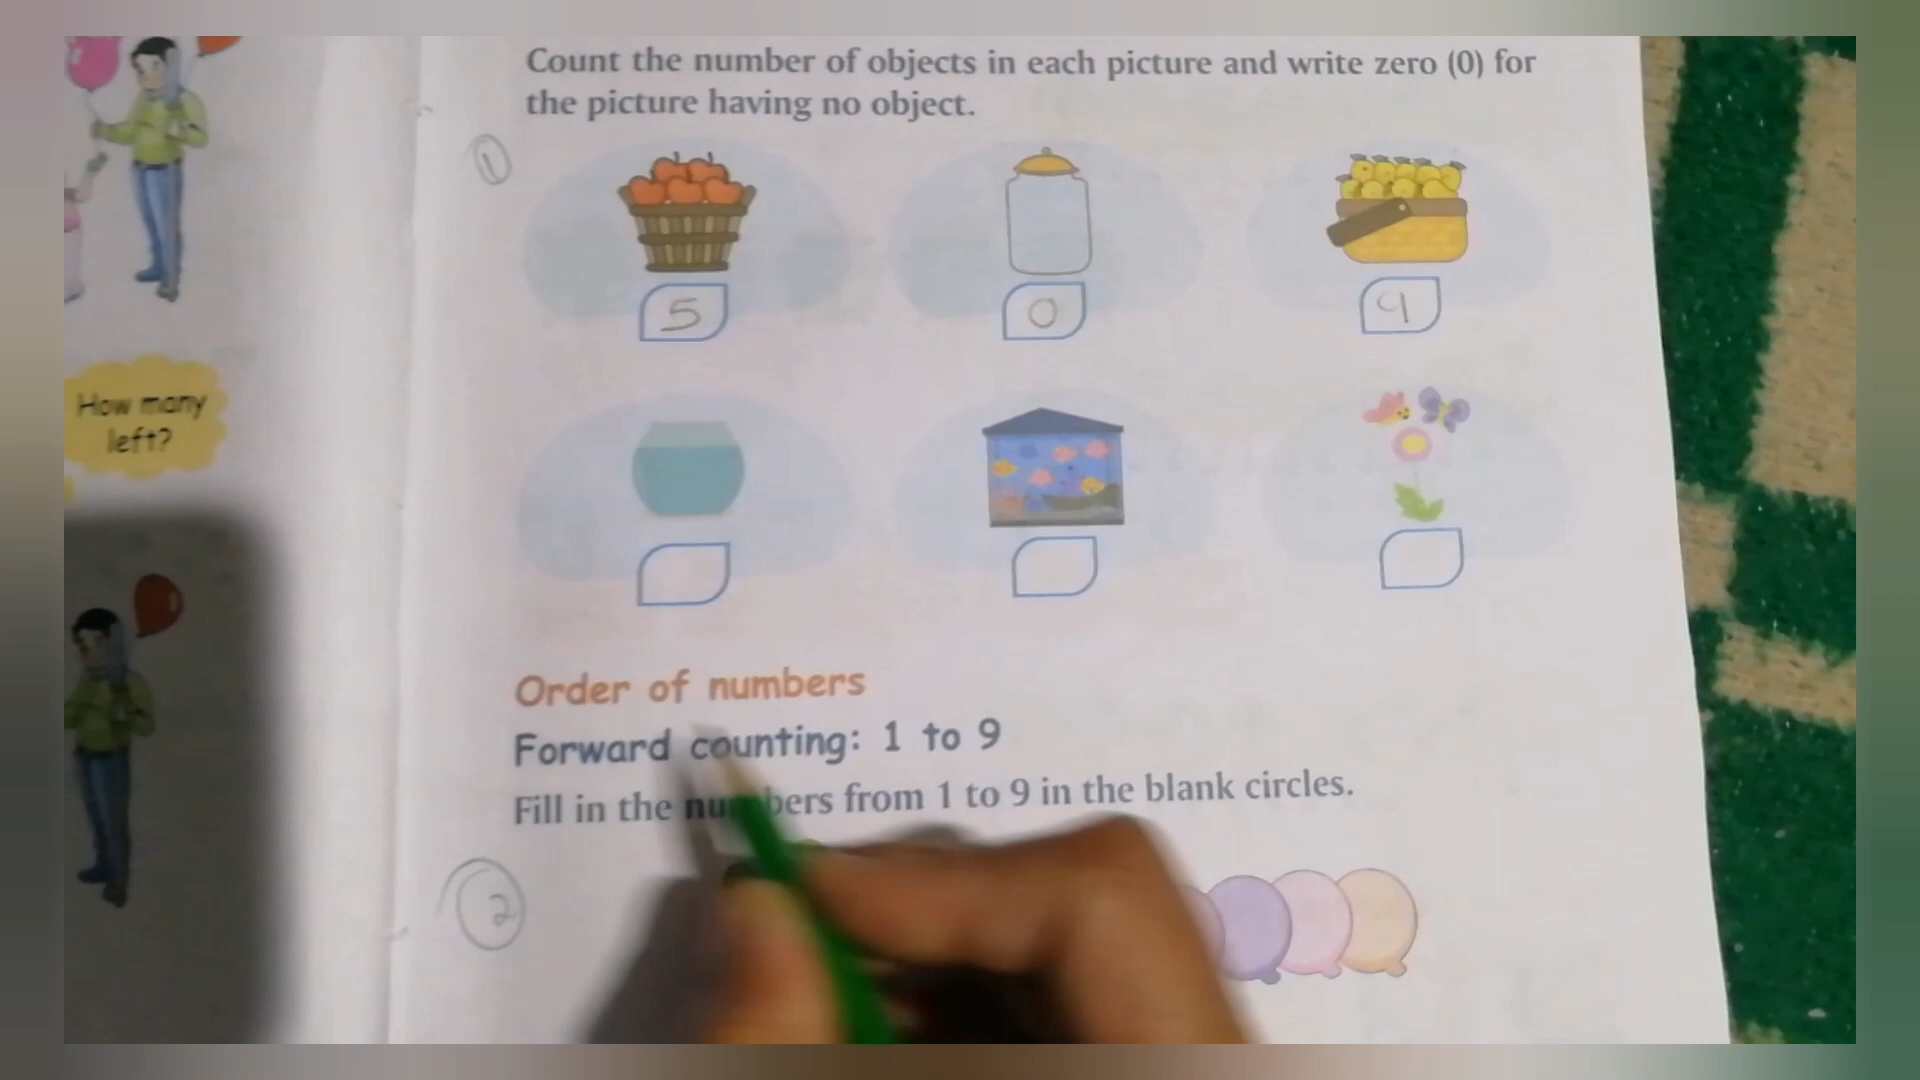 Count the number of objects in each picture and write zero (0) for
the picture having no object.
1
5
0
9
How many
left?
Order of numbers
Forward counting: 1 to 9
Fill in the numbers from 1 to 9 in the blank circles.
2